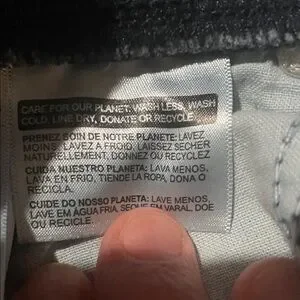 CARE FOR OUR PLANET: WASH LESS, WASH
COLD, LINE DRY, DONATE OR RECYCLE.
PRENEZ SOIN DE NOTRE PLANETE: LAVEZ
MOINS, LAVEZ A FROID, LAISSEZ SECHER
NATURELLEMENT, DONNEZ OU RECYCLEZ
CUIDA NUESTRO PLANETA: LAVA MENOS,
LAVA EN FRIO, TIENDE LA ROPA, DONA O
RECICLA.
CUIDE DO NOSSO PLANETA: LAVE MENOS,
LAVE EM AGUA FRIA, SEQUE EM VARAL, DOE
OU RECICLE.